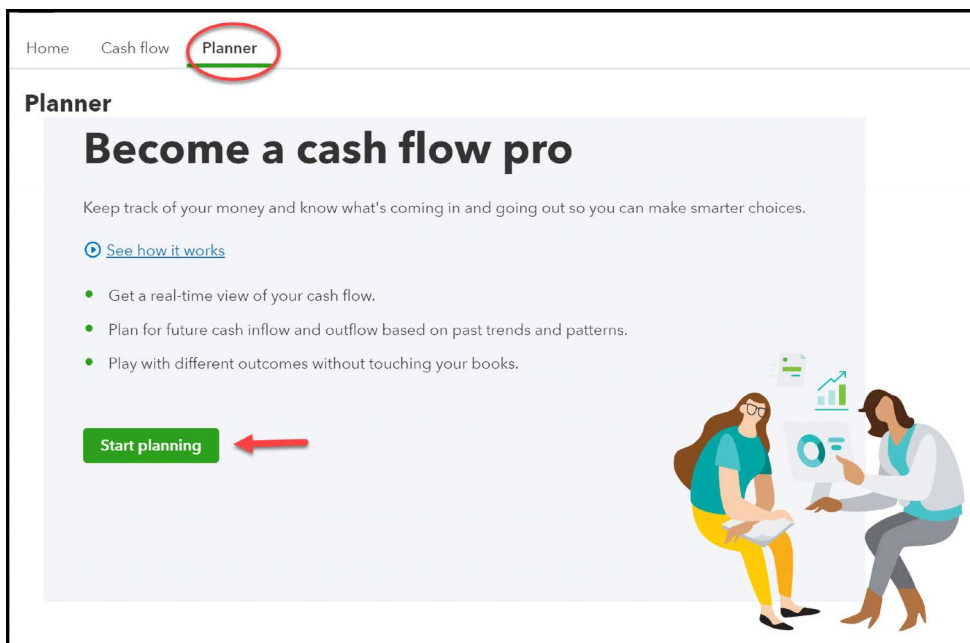 Home Cash flow Planner
Planner
Become a cash flow pro
Keep track of your money and know what's coming in and going out so you can make smarter choices.
See how it works
Get a real-time view of your cash flow.
Plan for future cash inflow and outflow based on past trends and patterns.
Play with different outcomes without touching your books.
Start planning